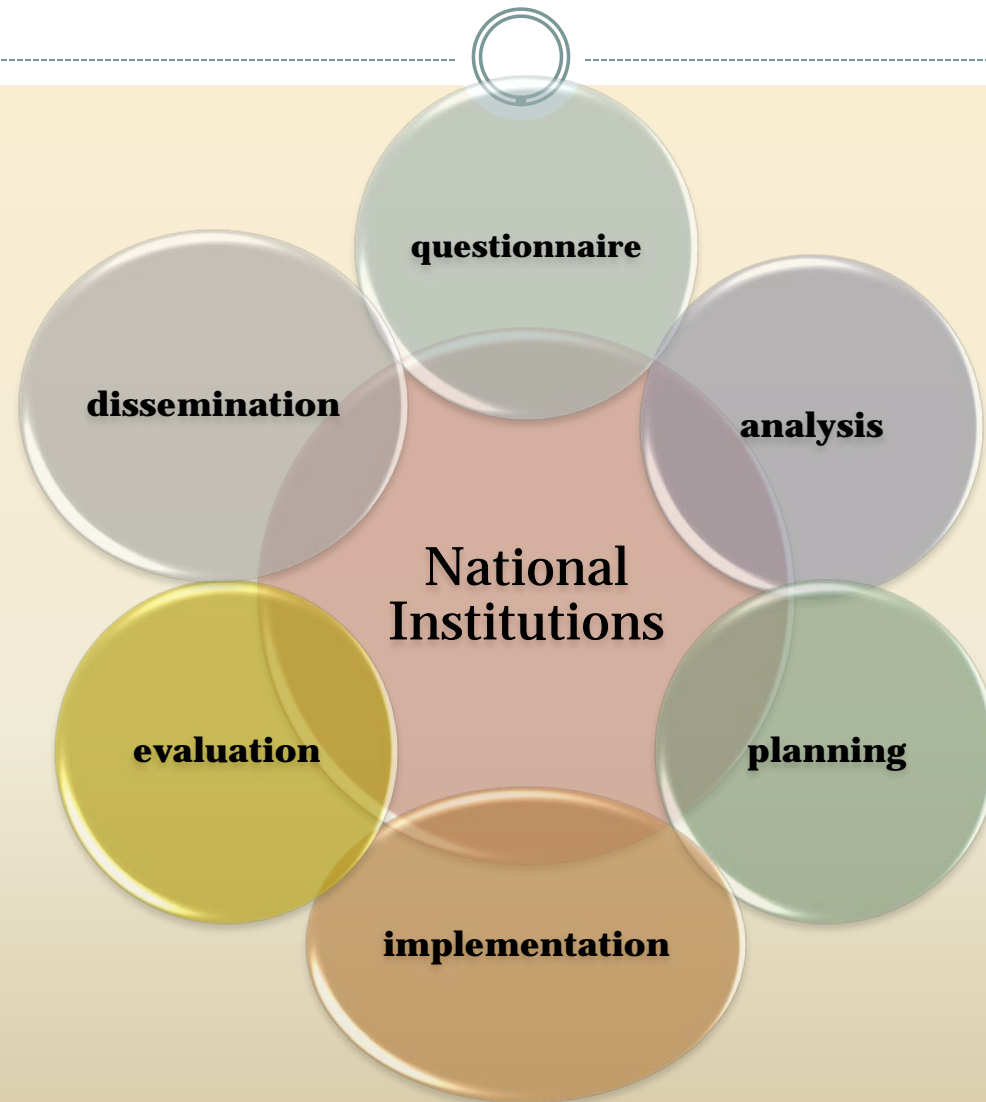 questionnaire
dissemination
analysis
National
Institutions
evaluation
planning
implementation